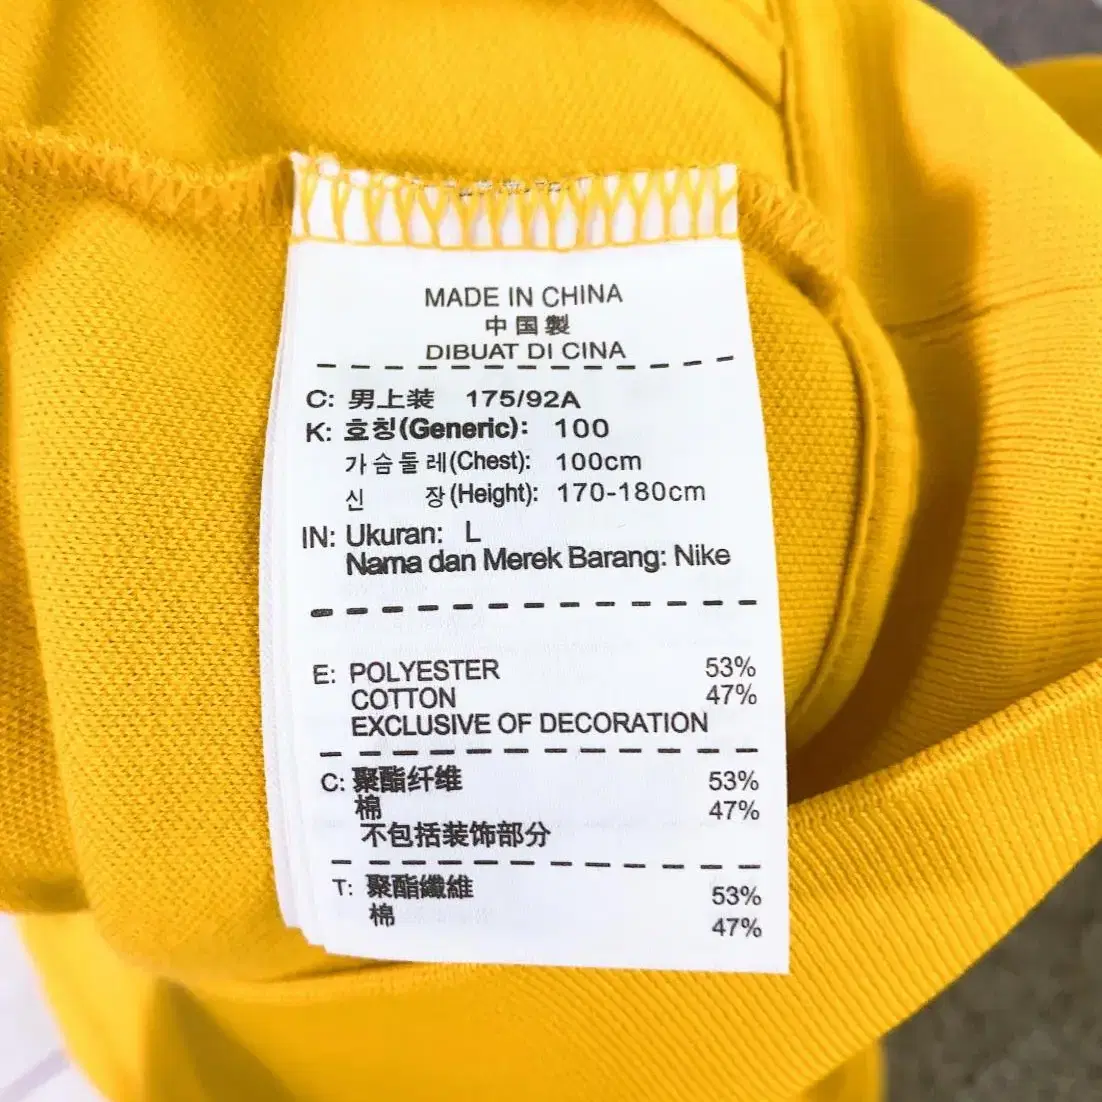 MADE IN CHINA
中国製
DIBUAT DI CINA
C: 男上装 175/92A
K: 호칭(Generic): 100
가슴둘레(Chest): 100cm
신 장(Height): 170-180cm
IN: Ukuran: L
Nama dan Merek Barang: Nike
E: POLYESTER 53%
COTTON 47%
EXCLUSIVE OF DECORATION
C: 聚酯纤维 53%
棉 47%
不包括装饰部分
T: 聚酯纖維 53%
棉 47%